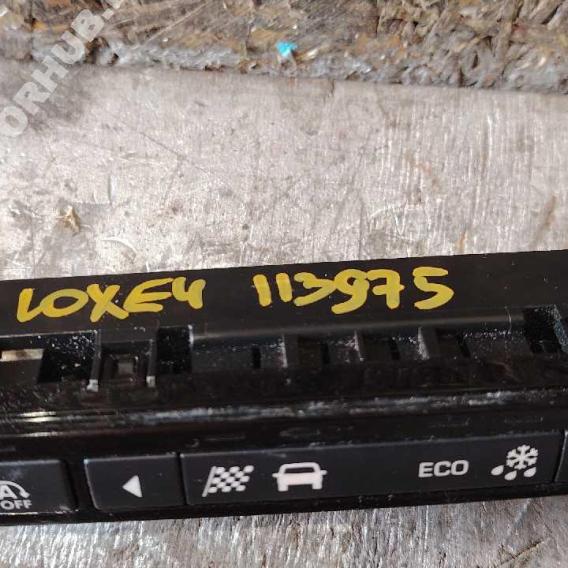 ORHUB.
LOXE4 113975
A OFF
ECO